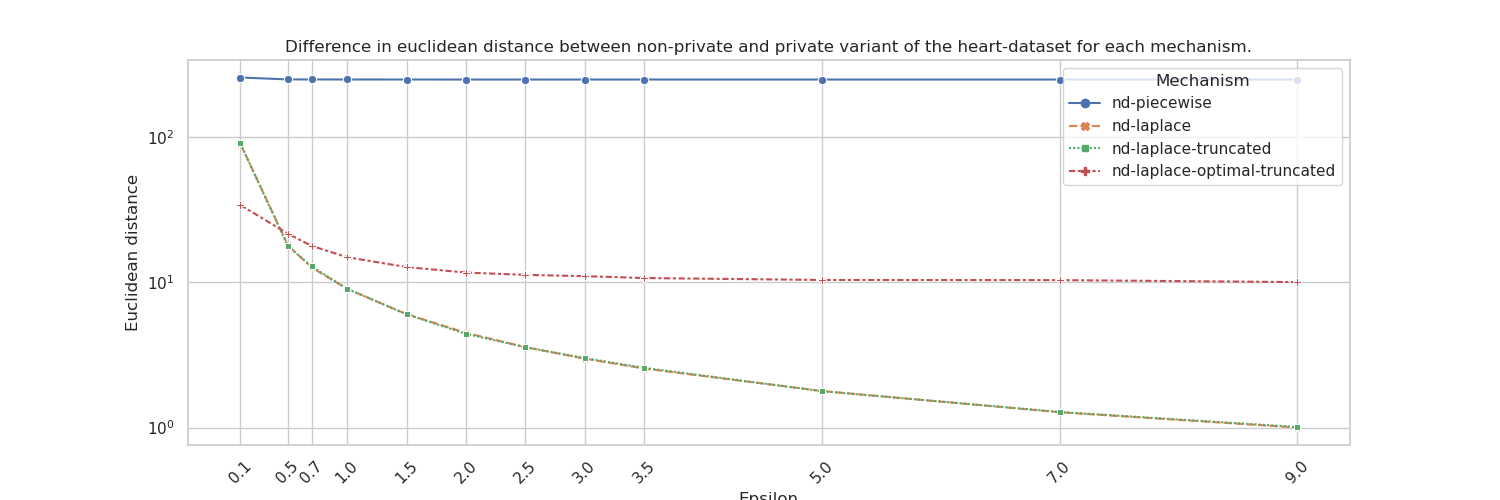 Difference in euclidean distance between non-private and private variant of the heart-dataset for each mechanism.
Euclidean distance
10²
10¹
10⁰
Mechanism
nd-piecewise
nd-laplace
nd-laplace-truncated
nd-laplace-optimal-truncated
0.1 0.5 0.7 1.0 1.5 2.0 2.5 3.0 3.5 5.0 7.0 9.0
Epsilon